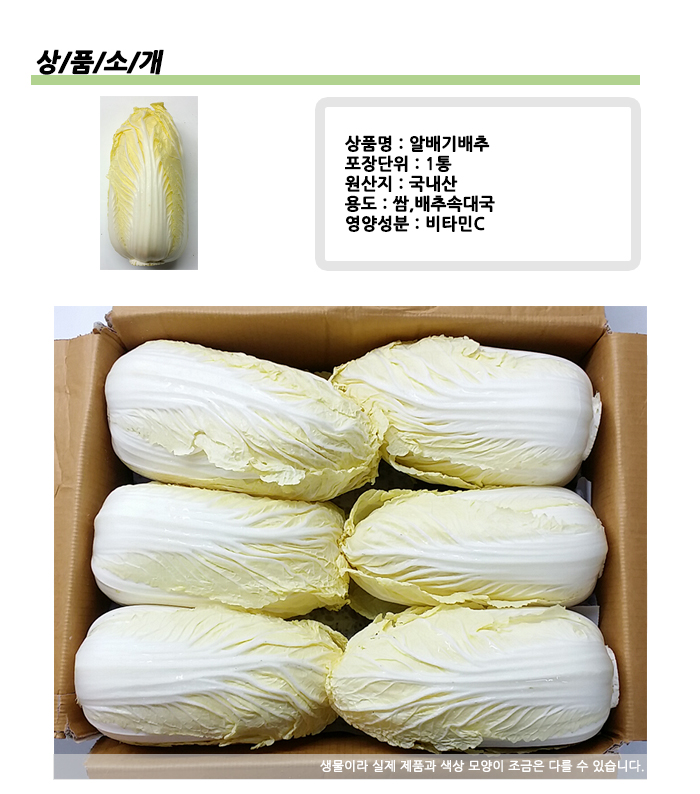 상/품/소/개
상품명 : 알배기배추
포장단위 : 1통
원산지 : 국내산
용도 : 쌈,배추속대국
영양성분 : 비타민C
생물이라 실제 제품과 색상 모양이 조금은 다를 수 있습니다.